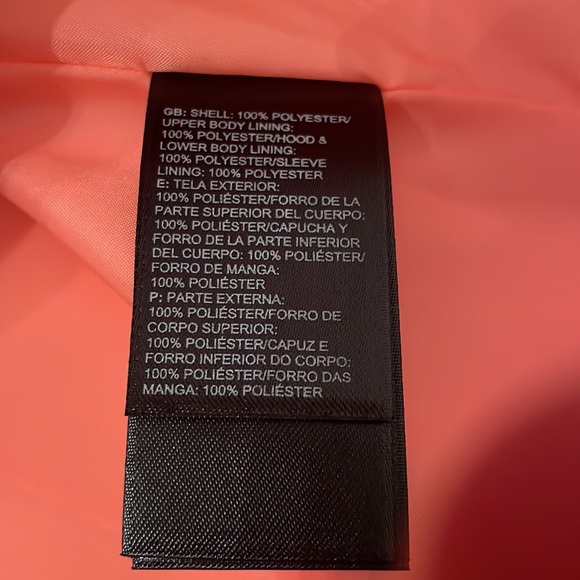 GB: SHELL: 100% POLYESTER/
UPPER BODY LINING:
100% POLYESTER/HOOD &
LOWER BODY LINING:
100% POLYESTER/SLEEVE
LINING: 100% POLYESTER
E: TELA EXTERIOR:
100% POLIÉSTER/FORRO DE LA
PARTE SUPERIOR DEL CUERPO:
100% POLIÉSTER/CAPUCHA Y
FORRO DE LA PARTE INFERIOR
DEL CUERPO: 100% POLIÉSTER/
FORRO DE MANGA:
100% POLIÉSTER
P: PARTE EXTERNA:
100% POLIÉSTER/FORRO DE
CORPO SUPERIOR:
100% POLIÉSTER/CAPUZ E
FORRO INFERIOR DO CORPO:
100% POLIÉSTER/FORRO DAS
MANGA: 100% POLIÉSTER